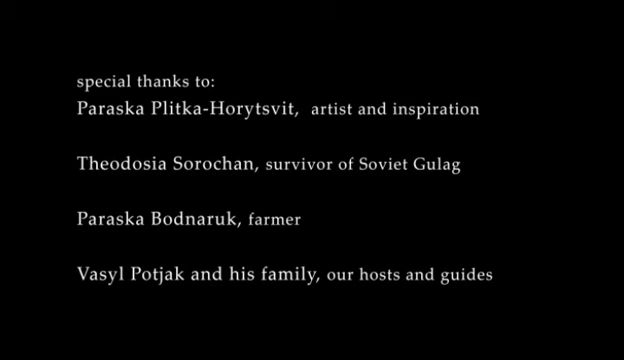 special thanks to:
Paraska Plitka-Horytsvit, artist and inspiration
Theodosia Sorochan, survivor of Soviet Gulag
Paraska Bodnaruk, farmer
Vasyl Potjak and his family, our hosts and guides